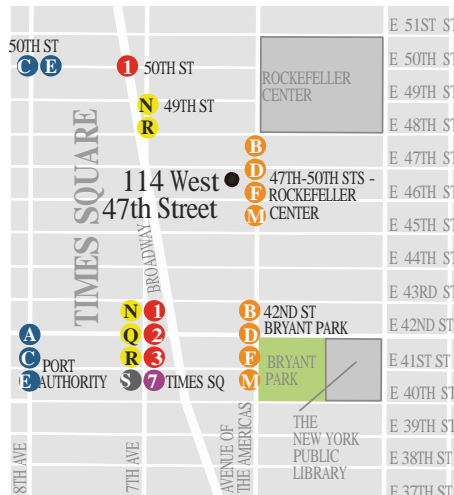 E 51ST ST
50TH ST
C E
1 50TH ST
E 50TH ST
ROCKEFELLER
CENTER
E 49TH ST
N 49TH ST
R
E 48TH ST
B
E 47TH ST
D
F
M
47TH-50TH STS -
ROCKEFELLER
CENTER
114 West
47th Street
E 46TH ST
E 45TH ST
TIMES SQUARE
BROADWAY
E 44TH ST
E 43RD ST
N 1
Q 2
R 3
S 7 TIMES SQ
B
D
F
M
42ND ST
BRYANT PARK
E 42ND ST
A
C
E
PORT
AUTHORITY
BRYANT
PARK
E 41ST ST
E 40TH ST
THE
NEW YORK
PUBLIC
LIBRARY
E 39TH ST
E 38TH ST
E 37TH ST
8TH AVE
7TH AVE
AVENUE OF
THE AMERICAS